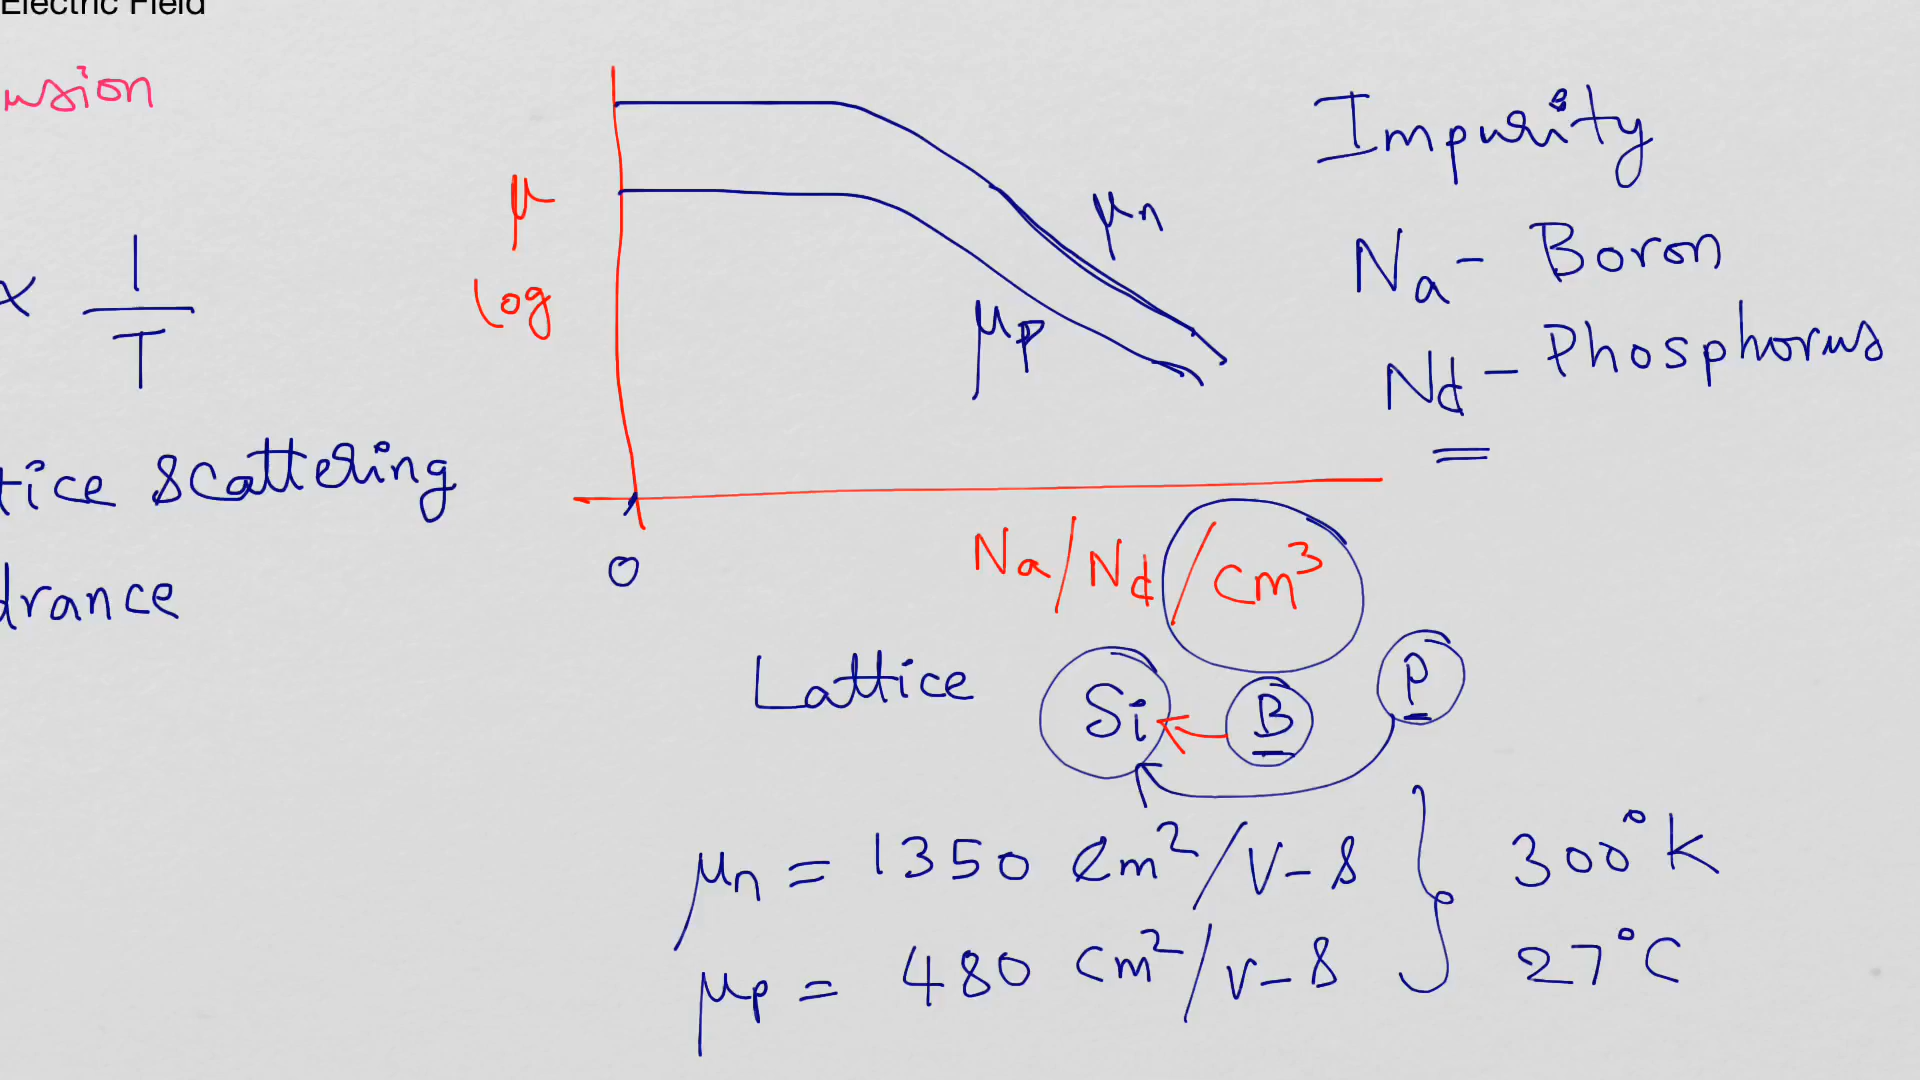 Electric Field
usion
∝ 1/T
tice scattering
drance
μ
log
μn
μp
0
Na/Nd/cm³
Impurity
Na - Boron
Nd - Phosphorus
Lattice Si B P
μn = 1350 cm²/V-s
μp = 480 cm²/V-s
300°K
27°C